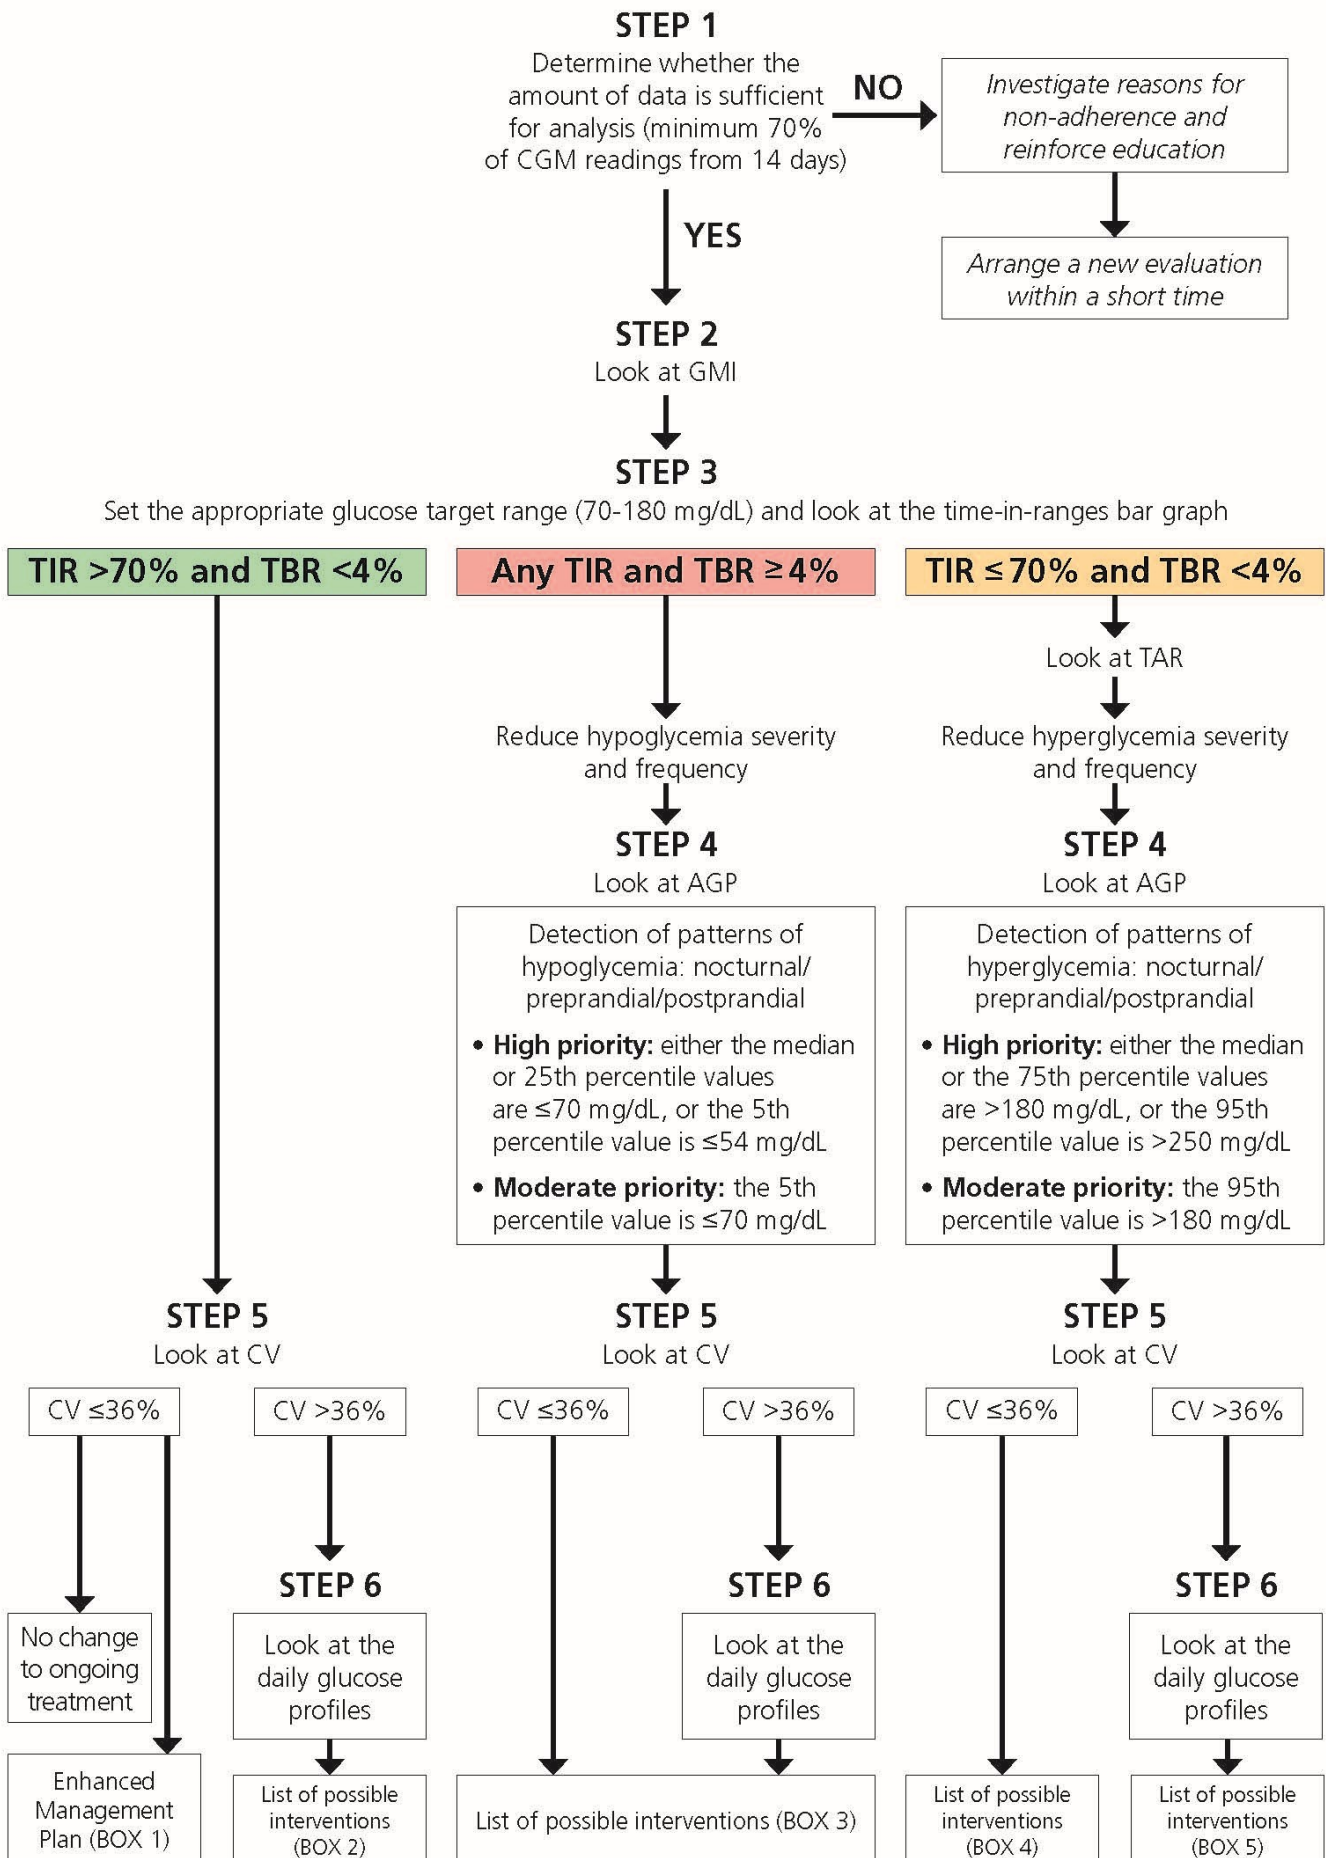 STEP 1
Determine whether the
amount of data is sufficient
for analysis (minimum 70%
of CGM readings from 14 days)
NO
Investigate reasons for
non-adherence and
reinforce education
Arrange a new evaluation
within a short time
YES
STEP 2
Look at GMI
STEP 3
Set the appropriate glucose target range (70-180 mg/dL) and look at the time-in-ranges bar graph
TIR >70% and TBR <4%
Any TIR and TBR ≥4%
TIR ≤70% and TBR <4%
Look at TAR
Reduce hypoglycemia severity
and frequency
Reduce hyperglycemia severity
and frequency
STEP 4
Look at AGP
Detection of patterns of
hypoglycemia: nocturnal/
preprandial/postprandial
• High priority: either the median
or 25th percentile values
are ≤70 mg/dL, or the 5th
percentile value is ≤54 mg/dL
• Moderate priority: the 5th
percentile value is ≤70 mg/dL
STEP 4
Look at AGP
Detection of patterns of
hyperglycemia: nocturnal/
preprandial/postprandial
• High priority: either the median
or the 75th percentile values
are >180 mg/dL, or the 95th
percentile value is >250 mg/dL
• Moderate priority: the 95th
percentile value is >180 mg/dL
STEP 5
Look at CV
CV ≤36%
CV >36%
STEP 5
Look at CV
CV ≤36%
CV >36%
STEP 5
Look at CV
CV ≤36%
CV >36%
No change
to ongoing
treatment
Enhanced
Management
Plan (BOX 1)
STEP 6
Look at the
daily glucose
profiles
List of possible
interventions
(BOX 2)
STEP 6
Look at the
daily glucose
profiles
List of possible interventions (BOX 3)
List of possible
interventions
(BOX 4)
STEP 6
Look at the
daily glucose
profiles
List of possible
interventions
(BOX 5)